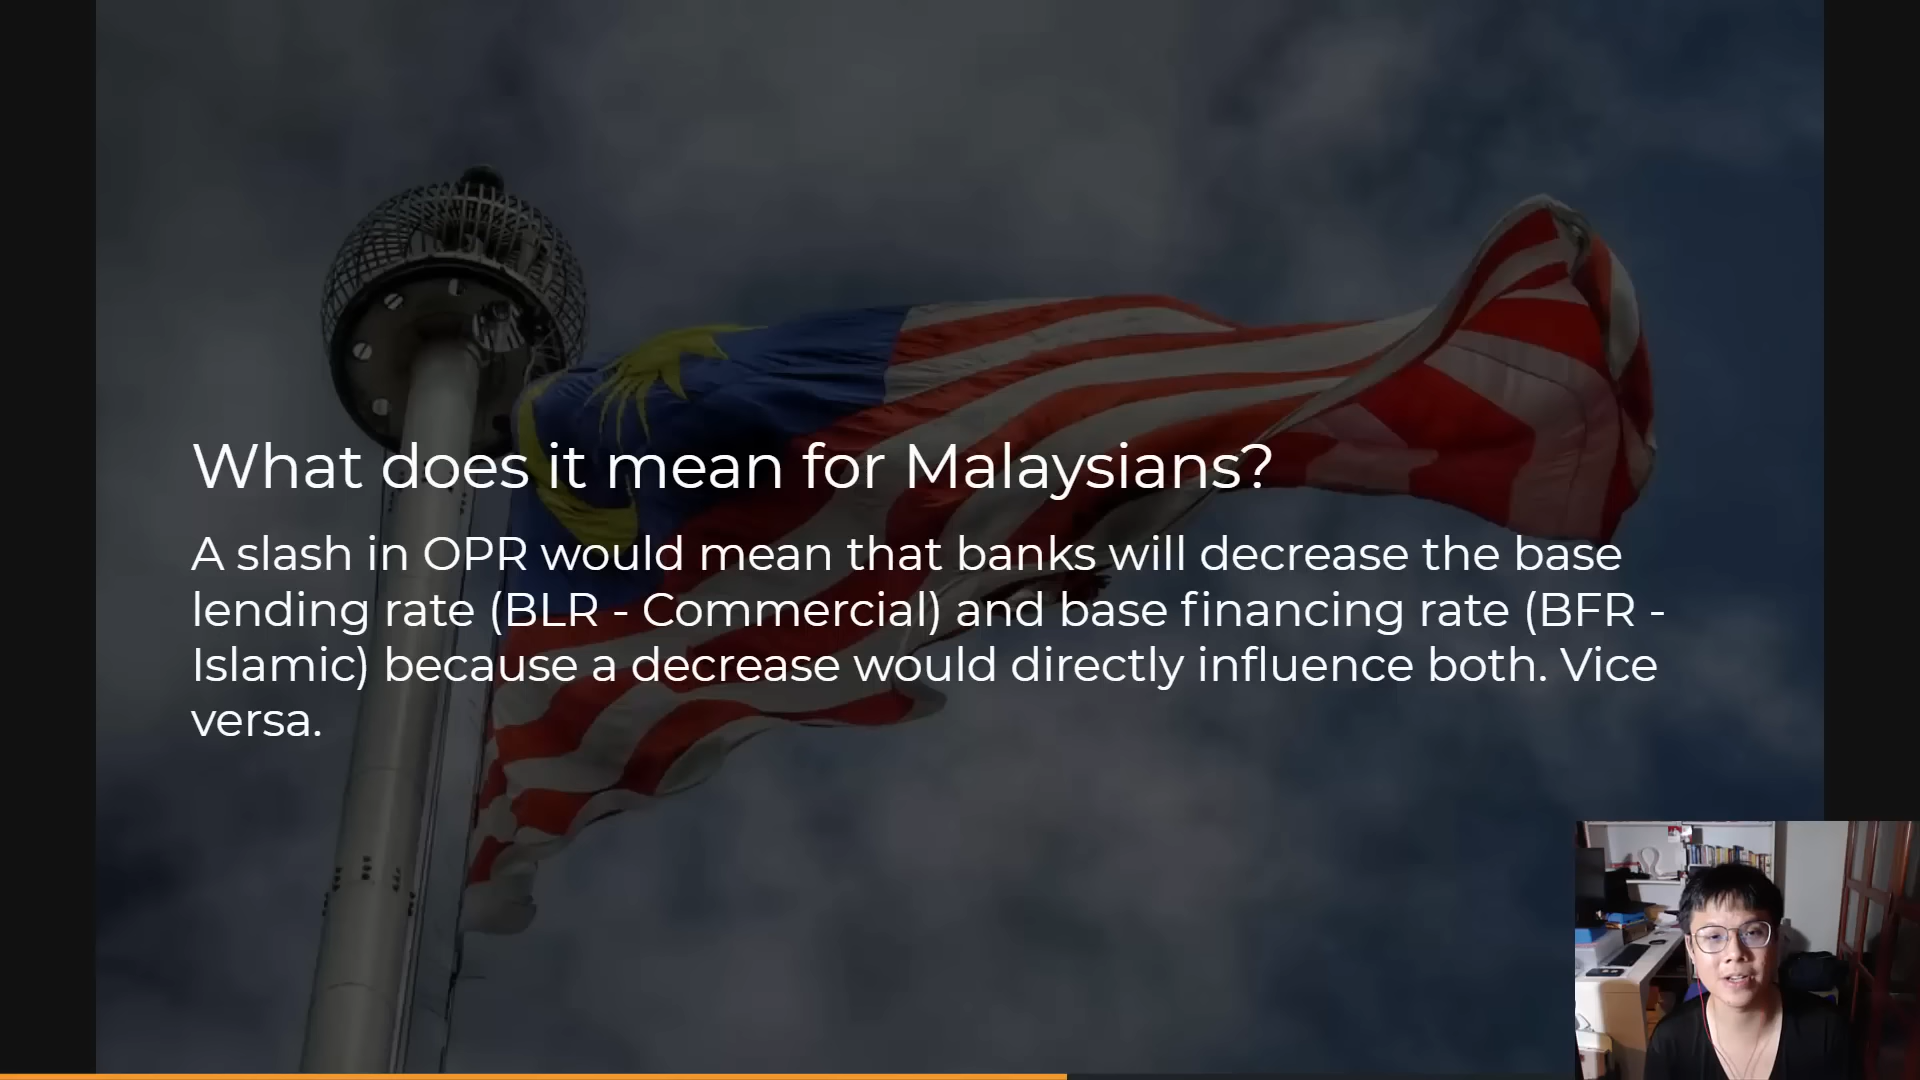 What does it mean for Malaysians?
A slash in OPR would mean that banks will decrease the base
lending rate (BLR - Commercial) and base financing rate (BFR -
Islamic) because a decrease would directly influence both. Vice
versa.